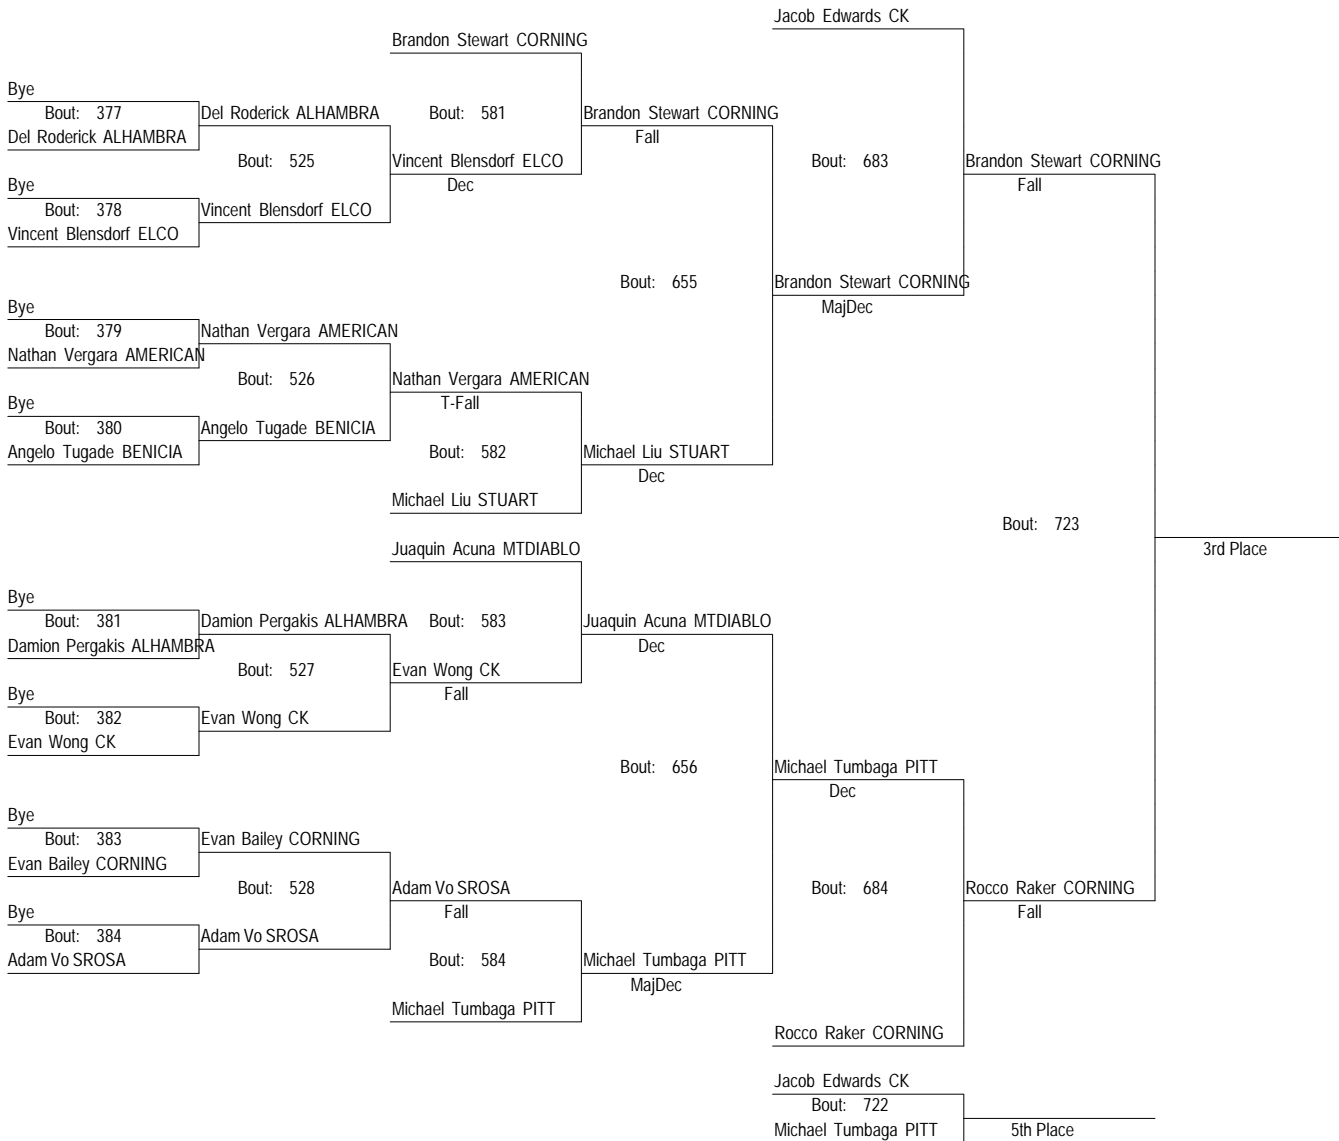 Jacob Edwards CK
Brandon Stewart CORNING
Bye
Bout: 377
Del Roderick ALHAMBRA
Bout: 581
Brandon Stewart CORNING
Del Roderick ALHAMBRA
Fall
Bout: 525
Vincent Blensdorf ELCO
Bout: 683
Brandon Stewart CORNING
Bye
Dec
Fall
Bout: 378
Vincent Blensdorf ELCO
Vincent Blensdorf ELCO
Bout: 655
Brandon Stewart CORNING
Bye
MajDec
Bout: 379
Nathan Vergara AMERICAN
Nathan Vergara AMERICAN
Bout: 526
Nathan Vergara AMERICAN
Bye
T-Fall
Bout: 380
Angelo Tugade BENICIA
Angelo Tugade BENICIA
Bout: 582
Michael Liu STUART
Dec
Michael Liu STUART
Bout: 723
Juaquin Acuna MTDIABLO
3rd Place
Bye
Bout: 381
Damion Pergakis ALHAMBRA
Bout: 583
Juaquin Acuna MTDIABLO
Damion Pergakis ALHAMBRA
Dec
Bout: 527
Evan Wong CK
Bye
Fall
Bout: 382
Evan Wong CK
Evan Wong CK
Bout: 656
Michael Tumbaga PITT
Dec
Bye
Bout: 383
Evan Bailey CORNING
Evan Bailey CORNING
Bout: 528
Adam Vo SROSA
Bout: 684
Rocco Raker CORNING
Bye
Fall
Fall
Bout: 384
Adam Vo SROSA
Adam Vo SROSA
Bout: 584
Michael Tumbaga PITT
MajDec
Michael Tumbaga PITT
Rocco Raker CORNING
Jacob Edwards CK
Bout: 722
Michael Tumbaga PITT
5th Place